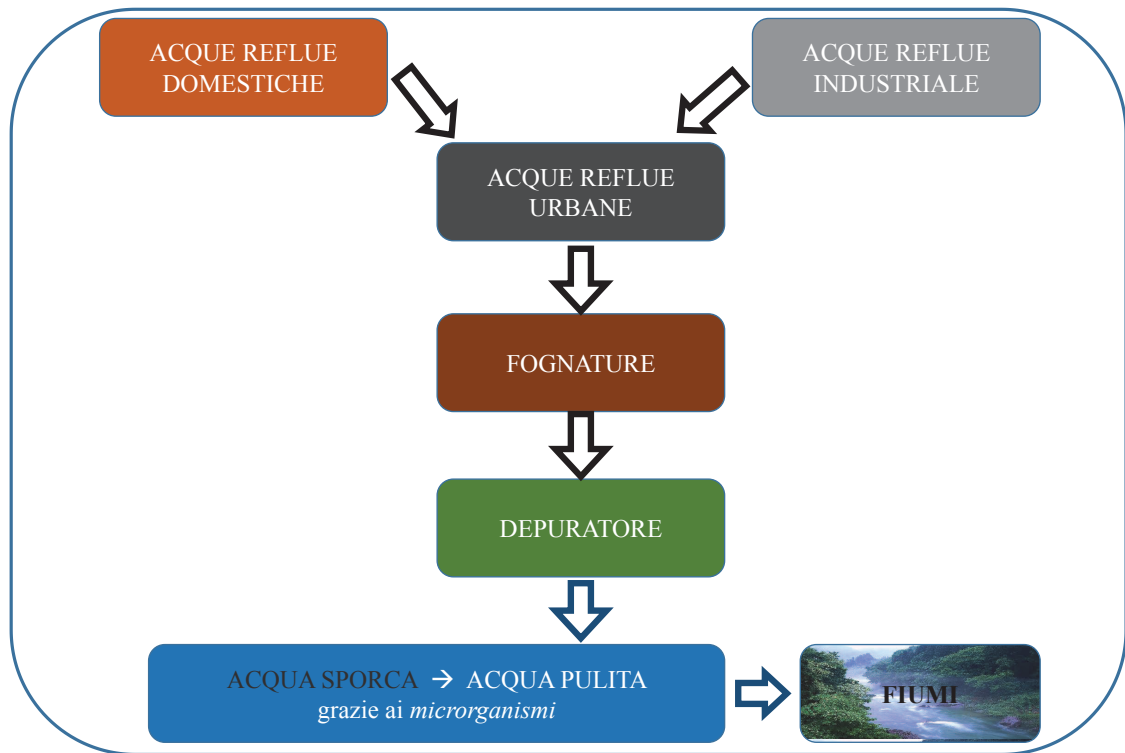 ACQUE REFLUE
DOMESTICHE
ACQUE REFLUE
INDUSTRIALE
ACQUE REFLUE
URBANE
FOGNATURE
DEPURATORE
ACQUA SPORCA → ACQUA PULITA
grazie ai microrganismi
FIUMI